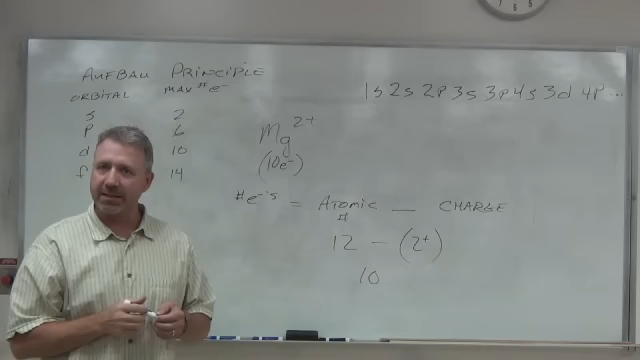 AUFBAU PRINCIPLE
ORBITAL MAX # e⁻
s 2
p 6
d 10
f 14
1s 2s 2p 3s 3p 4s 3d 4p ...
Mg²⁺
(10e⁻)
#e⁻'s = ATOMIC # — CHARGE
12 – (2⁺)
10